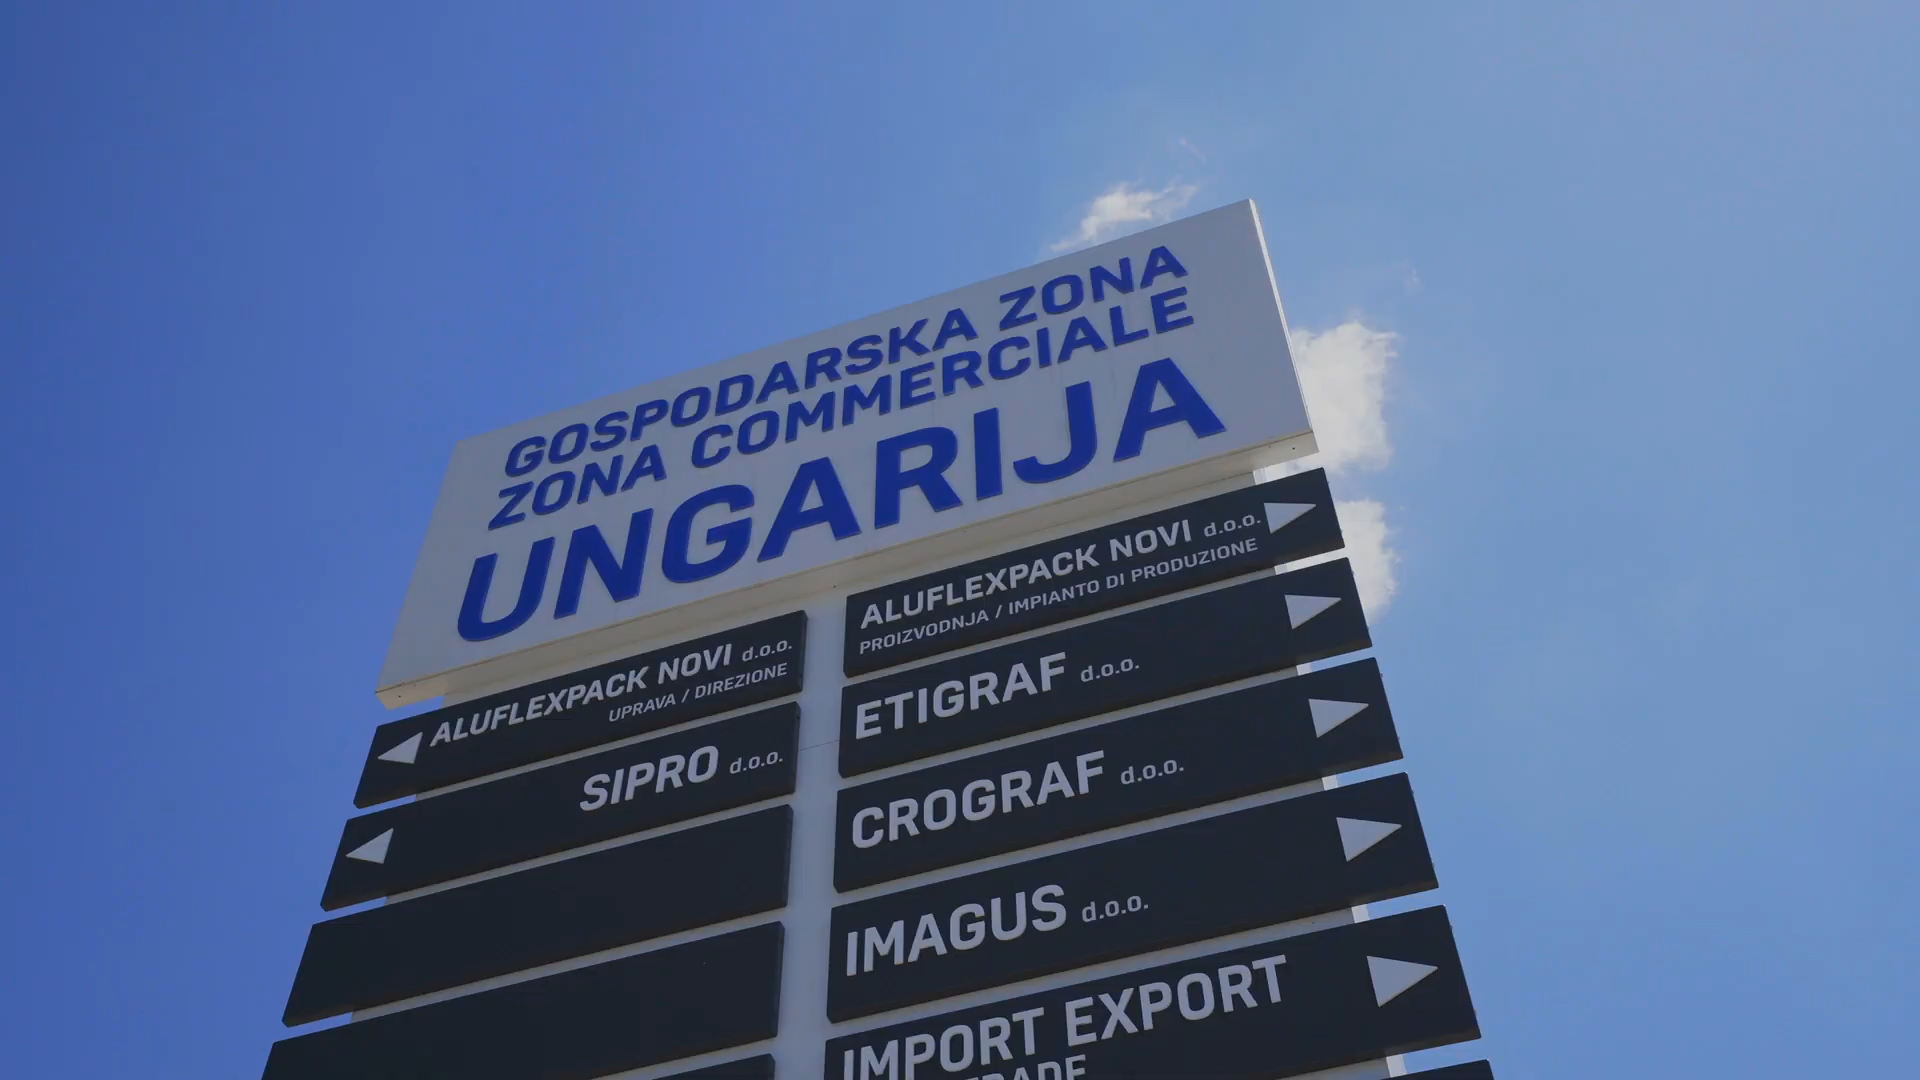 GOSPODARSKA ZONA
ZONA COMMERCIALE
UNGARIJA
ALUFLEXPACK NOVI d.o.o.
UPRAVA / DIREZIONE
SIPRO d.o.o.
ALUFLEXPACK NOVI d.o.o.
PROIZVODNJA / IMPIANTO DI PRODUZIONE
ETIGRAF d.o.o.
CROGRAF d.o.o.
IMAGUS d.o.o.
IMPORT EXPORT